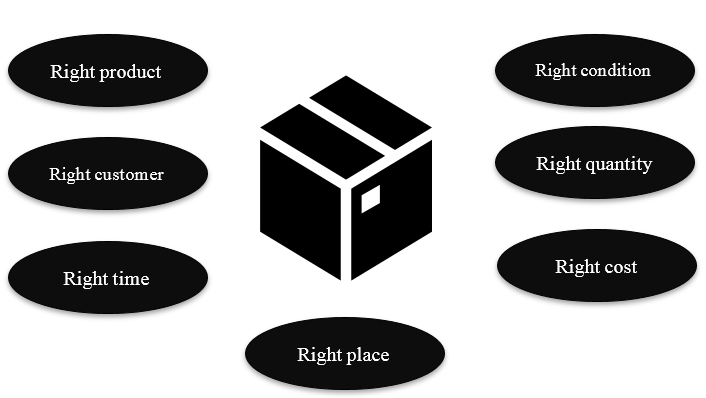 Right product
Right condition
Right customer
Right quantity
Right time
Right cost
Right place